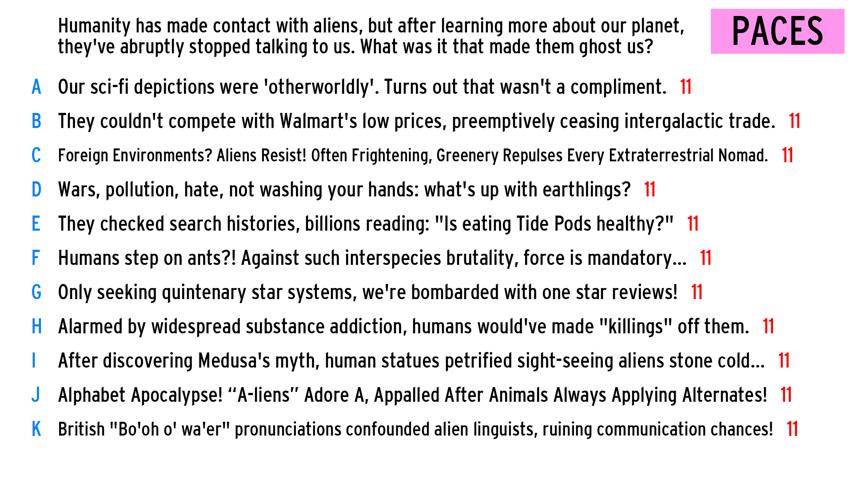 Humanity has made contact with aliens, but after learning more about our planet,
they've abruptly stopped talking to us. What was it that made them ghost us?
PACES
A Our sci-fi depictions were 'otherworldly'. Turns out that wasn't a compliment. 11
B They couldn't compete with Walmart's low prices, preemptively ceasing intergalactic trade. 11
C Foreign Environments? Aliens Resist! Often Frightening, Greenery Repulses Every Extraterrestrial Nomad. 11
D Wars, pollution, hate, not washing your hands: what's up with earthlings? 11
E They checked search histories, billions reading: "Is eating Tide Pods healthy?" 11
F Humans step on ants?! Against such interspecies brutality, force is mandatory... 11
G Only seeking quintenary star systems, we're bombarded with one star reviews! 11
H Alarmed by widespread substance addiction, humans would've made "killings" off them. 11
I After discovering Medusa's myth, human statues petrified sight-seeing aliens stone cold... 11
J Alphabet Apocalypse! “A-liens” Adore A, Appalled After Animals Always Applying Alternates! 11
K British "Bo'oh o' wa'er" pronunciations confounded alien linguists, ruining communication chances! 11